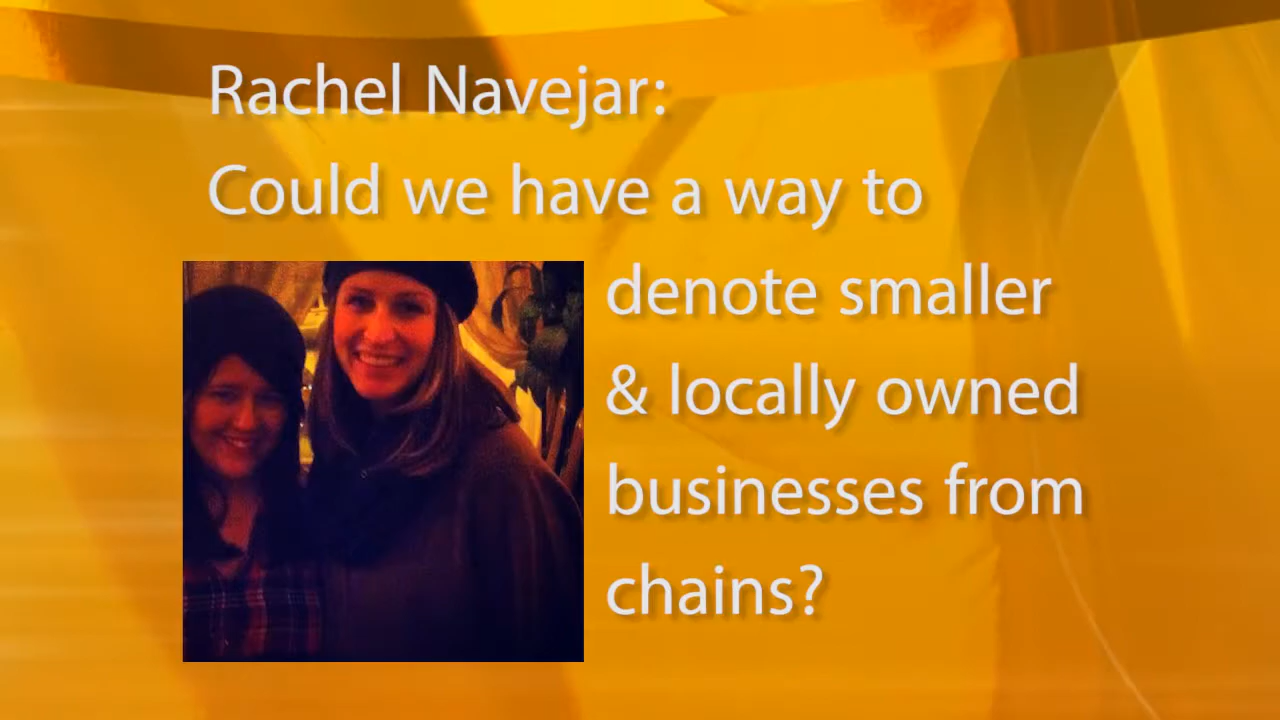 Rachel Navejar:
Could we have a way to
denote smaller
& locally owned
businesses from
chains?